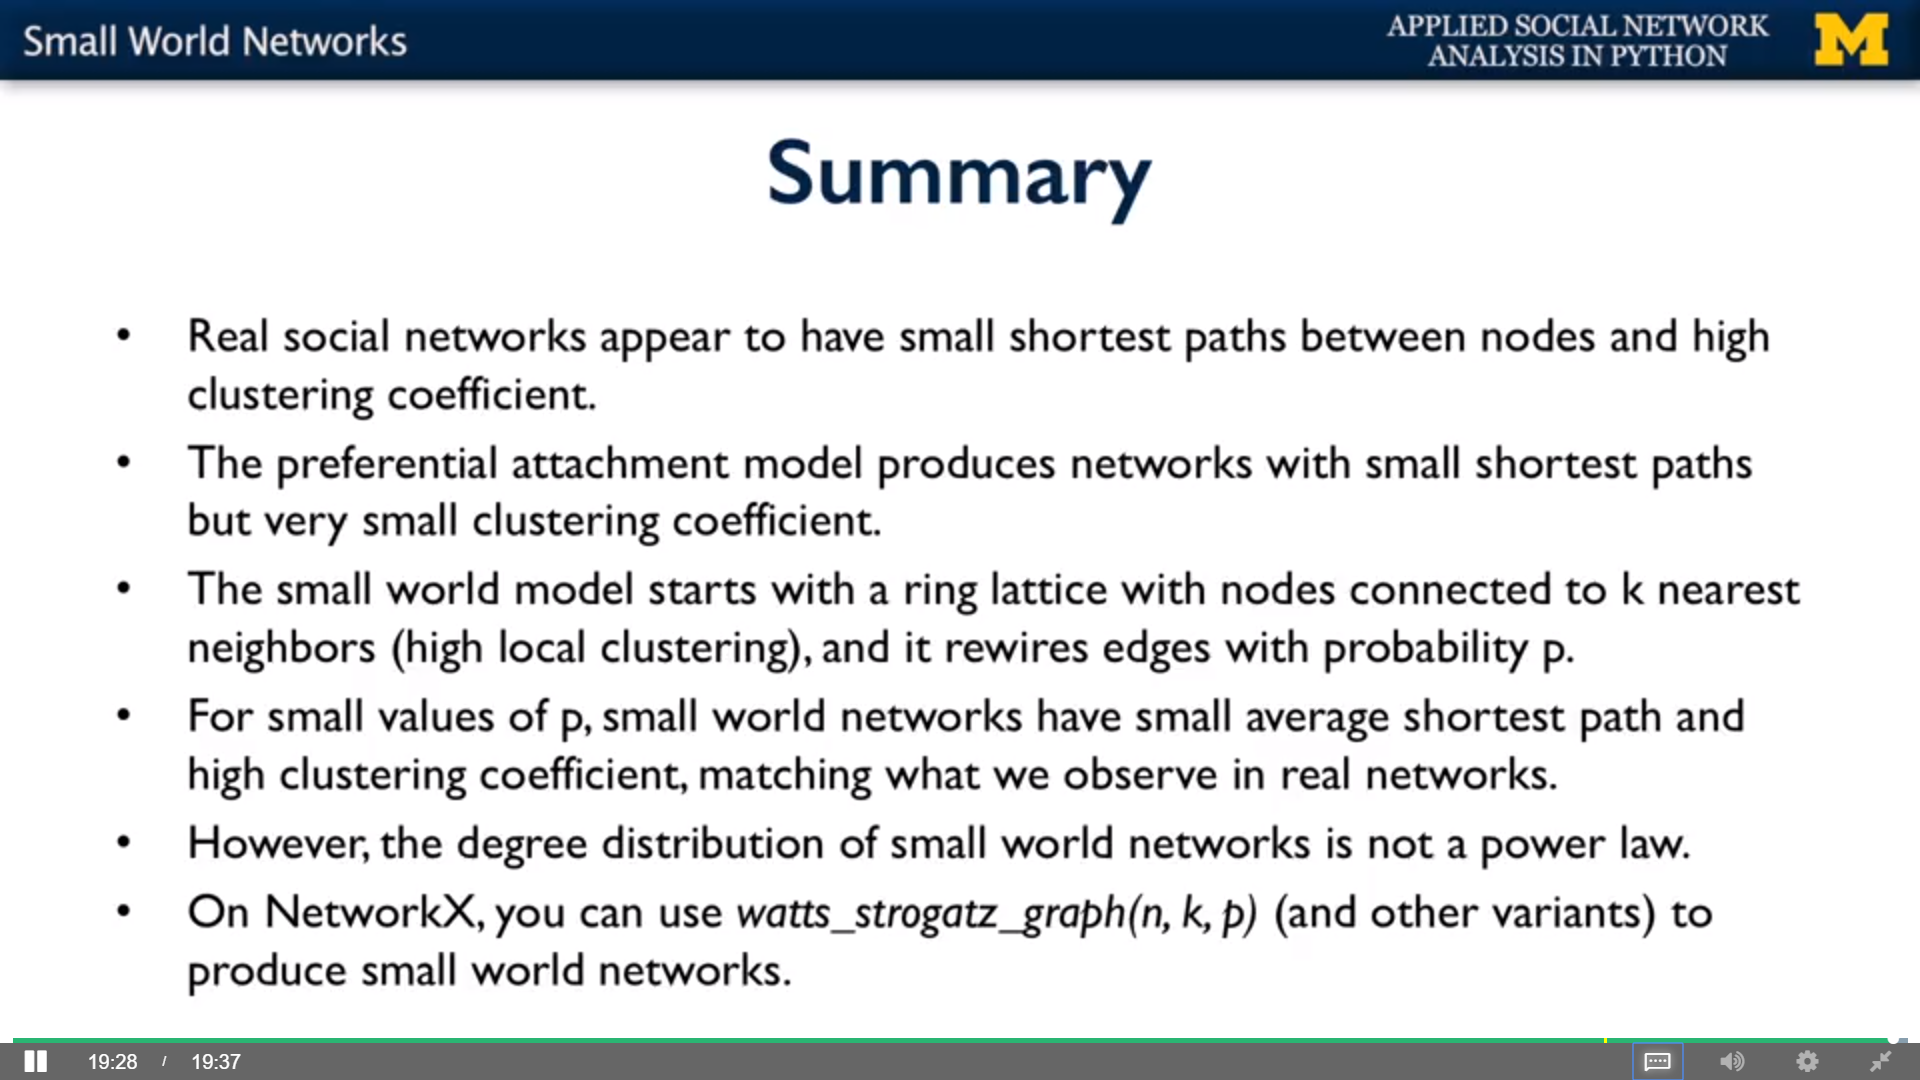 Small World Networks
APPLIED SOCIAL NETWORK
ANALYSIS IN PYTHON
M
Summary
• Real social networks appear to have small shortest paths between nodes and high
clustering coefficient.
• The preferential attachment model produces networks with small shortest paths
but very small clustering coefficient.
• The small world model starts with a ring lattice with nodes connected to k nearest
neighbors (high local clustering), and it rewires edges with probability p.
• For small values of p, small world networks have small average shortest path and
high clustering coefficient, matching what we observe in real networks.
• However, the degree distribution of small world networks is not a power law.
• On NetworkX, you can use watts_strogatz_graph(n, k, p) (and other variants) to
produce small world networks.
19:28 / 19:37